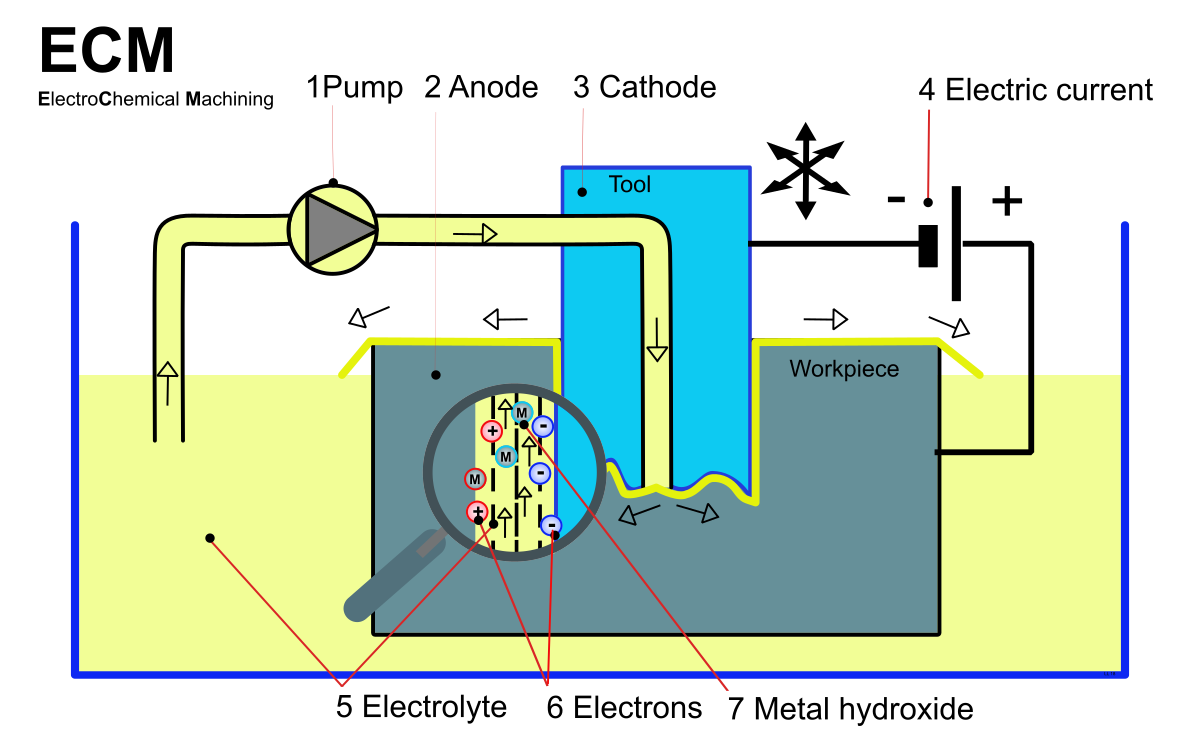 ECM
ElectroChemical Machining
1Pump
2 Anode
3 Cathode
4 Electric current
Tool
-
+
Workpiece
M
+
-
M
-
M
+
-
5 Electrolyte
6 Electrons
7 Metal hydroxide